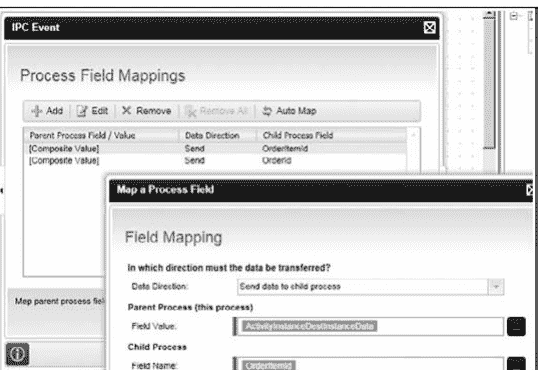 IPC Event
Process Field Mappings
Add Edit Remove Remove All Auto Map
Parent Process Field / Value Data Direction Child Process Field
[Composite Value] Send OrderItemId
[Composite Value] Send OrderId
Map a Process Field
Field Mapping
In which direction must the data be transferred?
Data Direction: Send data to child process
Map parent process
Parent Process (this process)
Field Value: ActivityInstanceDestInstanceData
Child Process
Field Name: OrderItemId